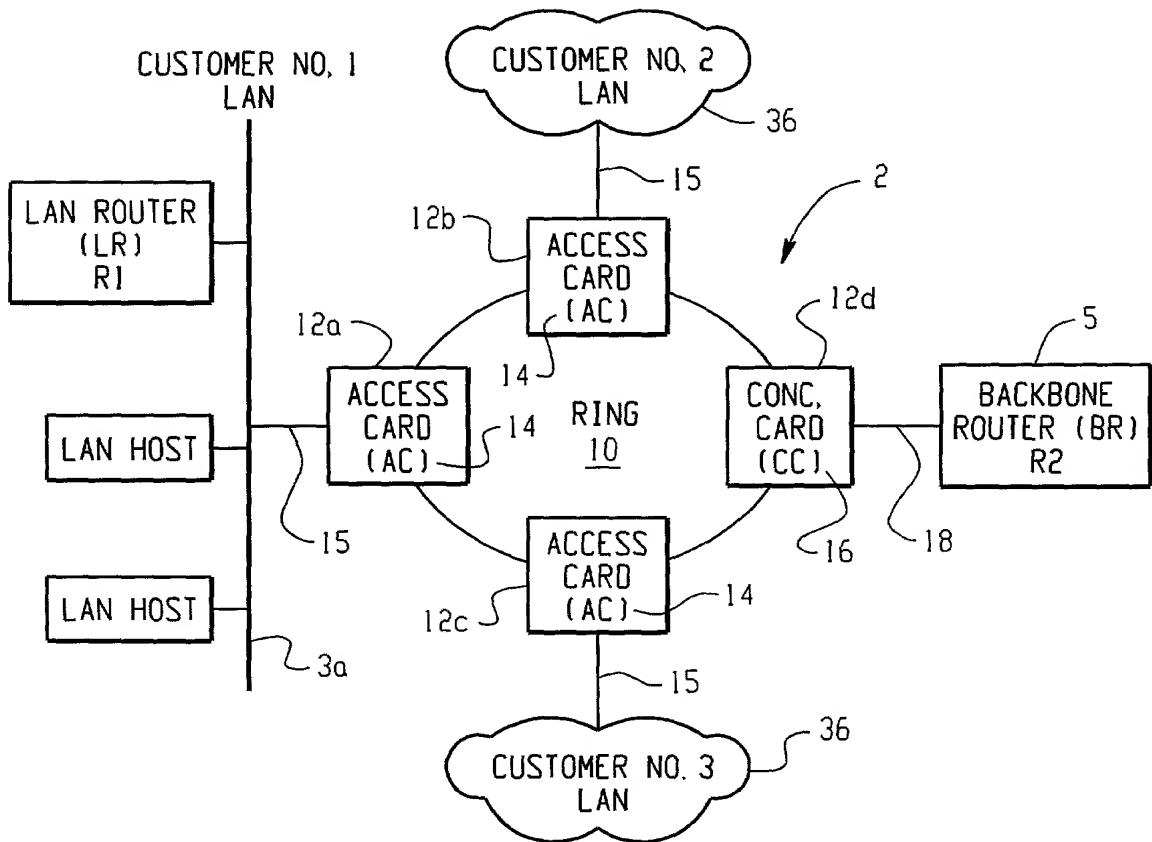 CUSTOMER NO. 1
LAN
CUSTOMER NO. 2
LAN
36
15
2
LAN ROUTER
(LR)
R1
12b
ACCESS
CARD
(AC)
14
12a
ACCESS
CARD
(AC)
14
RING
10
12d
CONC.
CARD
(CC)
16
18
5
BACKBONE
ROUTER (BR)
R2
LAN HOST
15
LAN HOST
3a
12c
ACCESS
CARD
(AC)
14
15
36
CUSTOMER NO. 3
LAN